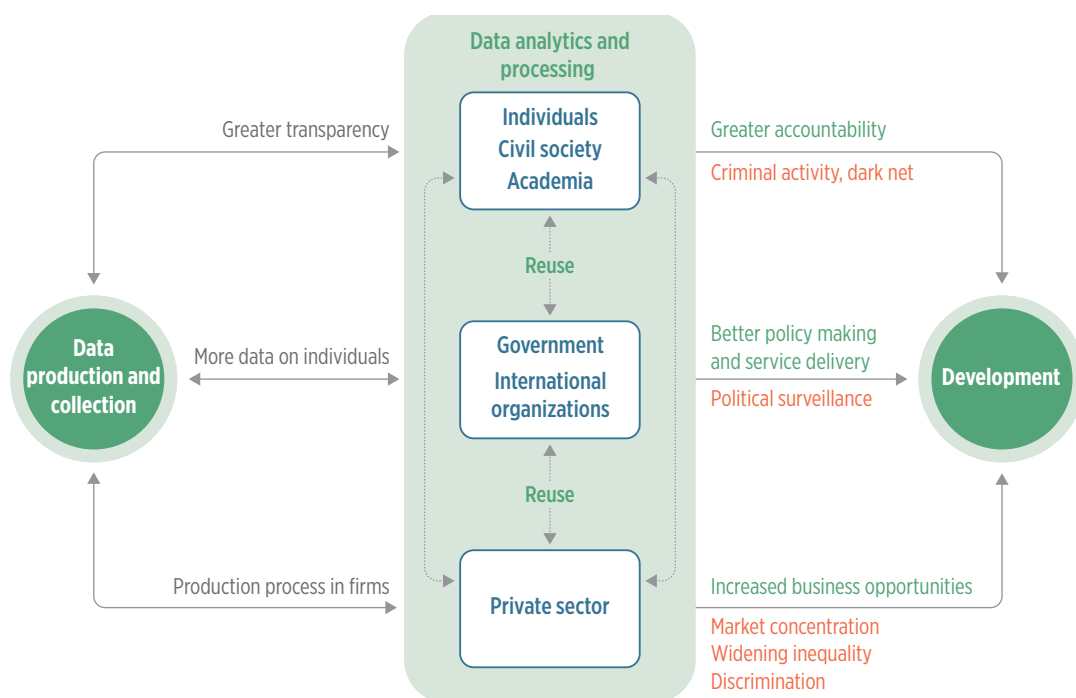 Data analytics and
processing
Individuals
Civil society
Academia
Greater transparency
Greater accountability
Criminal activity, dark net
Reuse
Data
production and
collection
More data on individuals
Government
International
organizations
Better policy making
and service delivery
Political surveillance
Development
Reuse
Production process in firms
Private sector
Increased business opportunities
Market concentration
Widening inequality
Discrimination